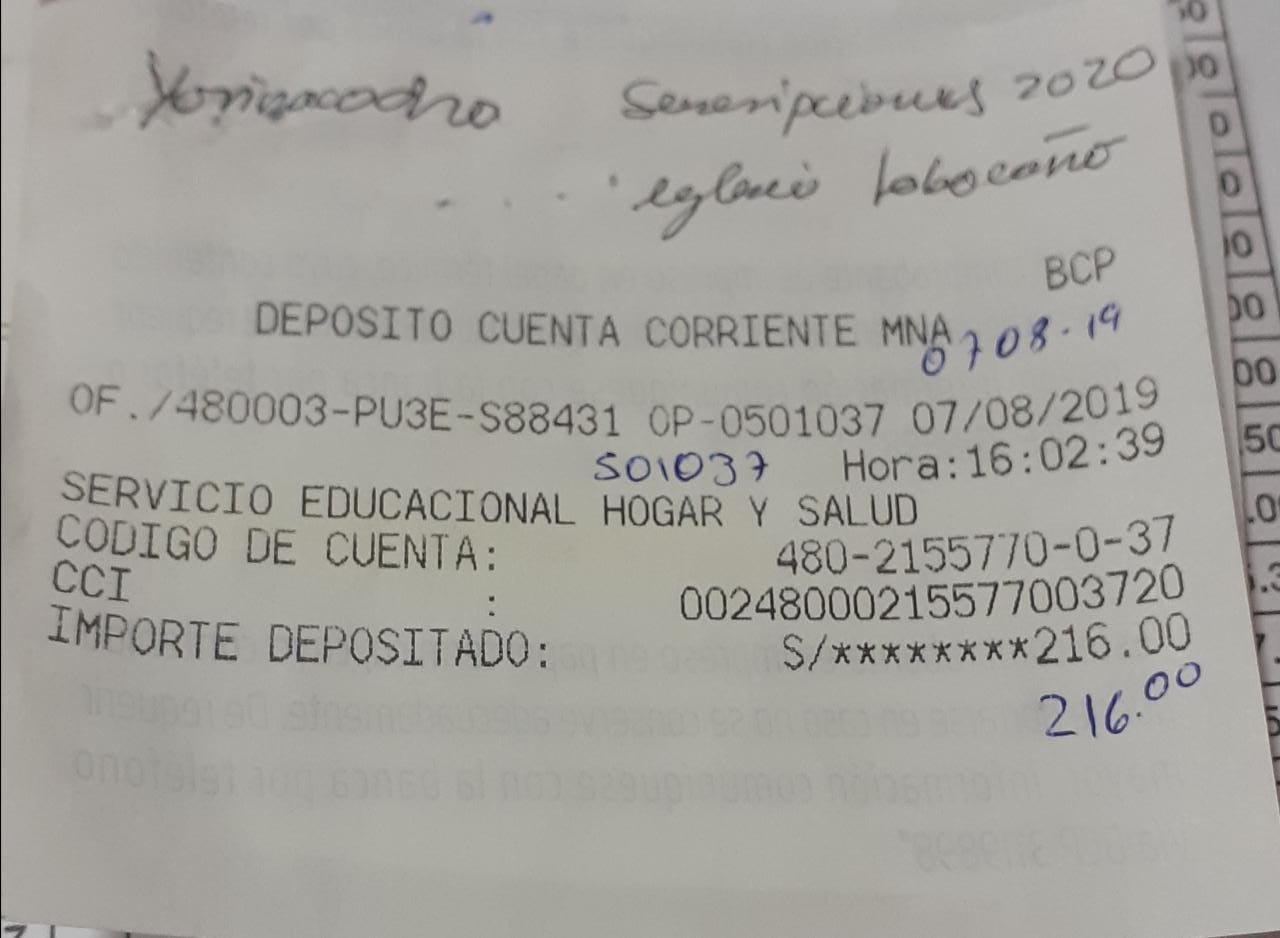 Yarinacocha Suscripciones 2020
iglesia
BCP
DEPOSITO CUENTA CORRIENTE MNA
07 08-19
OF./480003-PU3E-S88431 OP-0501037 07/08/2019
501037 Hora:16:02:39
SERVICIO EDUCACIONAL HOGAR Y SALUD
CODIGO DE CUENTA: 480-2155770-0-37
CCI : 00248000215577003720
IMPORTE DEPOSITADO: S/********216.00
216.00